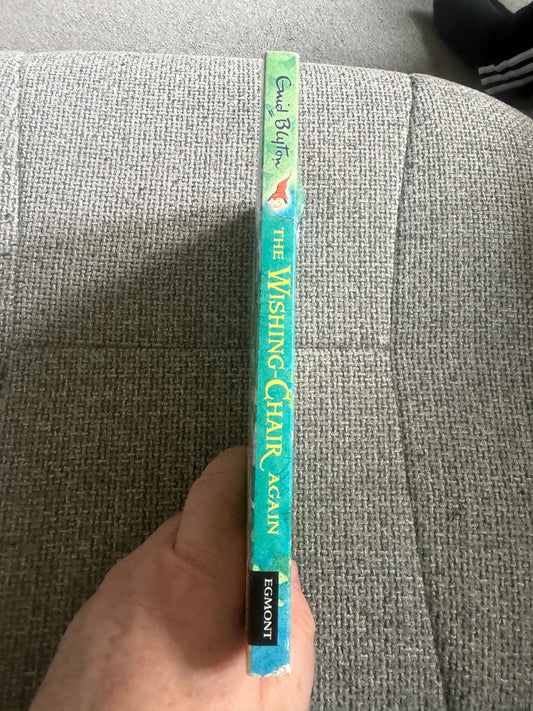 Enid Blyton
THE WISHING-CHAIR AGAIN
EGMONT